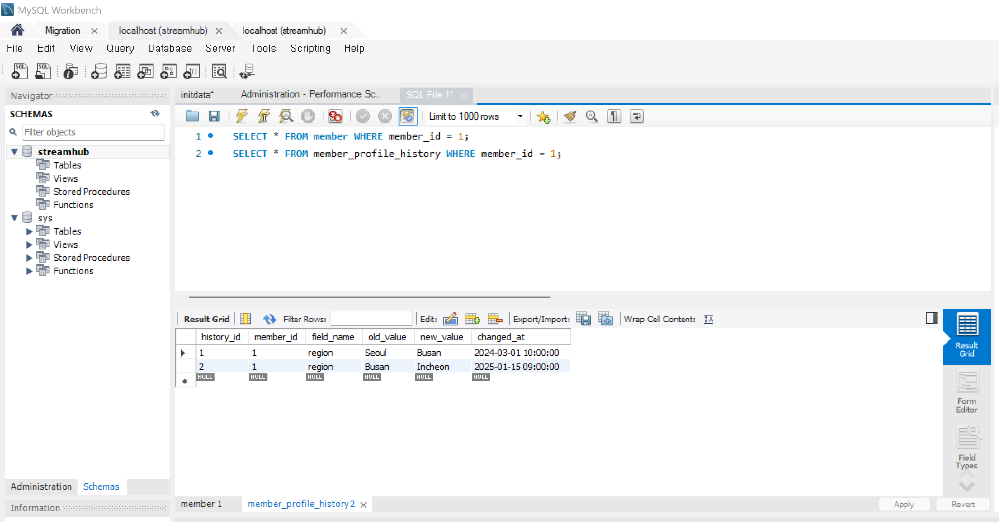 MySQL Workbench
Migration
localhost (streamhub)
localhost (streamhub)
File Edit View Query Database Server Tools Scripting Help
Navigator
SCHEMAS
Filter objects
streamhub
Tables
Views
Stored Procedures
Functions
sys
Tables
Views
Stored Procedures
Functions
Administration Schemas
Information
initdata* Administration - Performance Sc... SQL File 1*
Limit to 1000 rows
1 SELECT * FROM member WHERE member_id = 1;
2 SELECT * FROM member_profile_history WHERE member_id = 1;
Result Grid Filter Rows: Edit: Export/Import: Wrap Cell Content:
history_id member_id field_name old_value new_value changed_at
1 1 region Seoul Busan 2024-03-01 10:00:00
2 1 region Busan Incheon 2025-01-15 09:00:00
NULL NULL NULL NULL NULL NULL
Result
Grid
Form
Editor
Field
Types
member 1 member_profile_history 2
Apply Revert